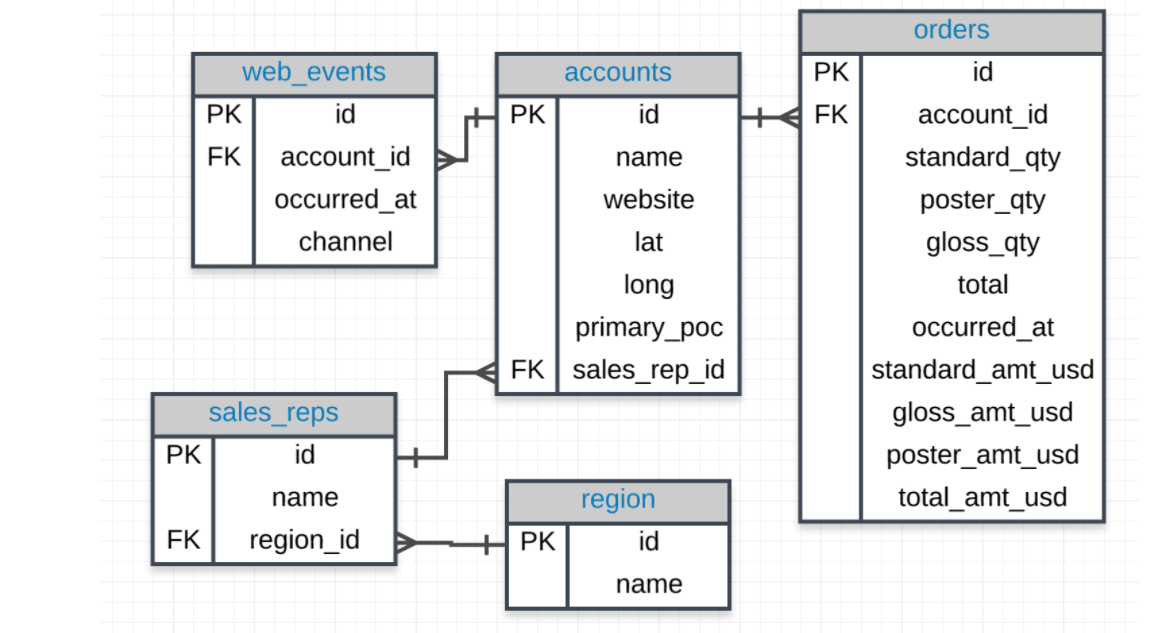 web_events
PK id
FK account_id
occurred_at
channel
accounts
PK id
name
website
lat
long
primary_poc
FK sales_rep_id
orders
PK id
FK account_id
standard_qty
poster_qty
gloss_qty
total
occurred_at
standard_amt_usd
gloss_amt_usd
poster_amt_usd
total_amt_usd
sales_reps
PK id
name
FK region_id
region
PK id
name